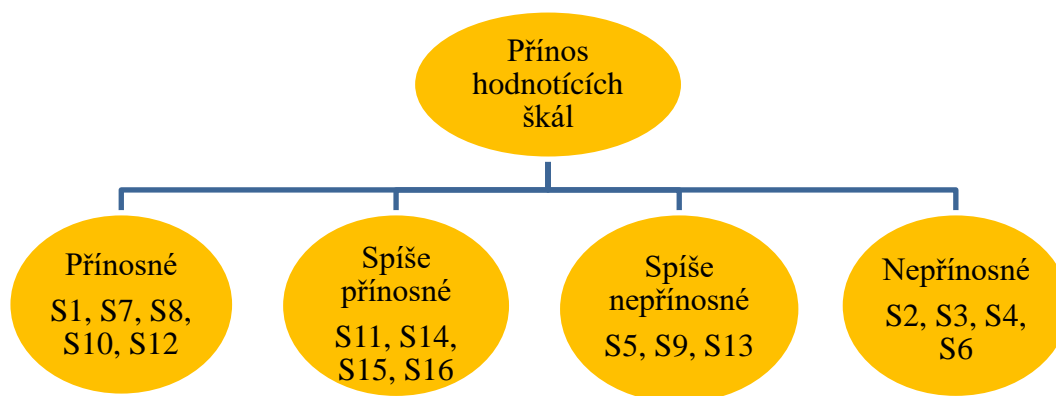 Přínos
hodnotících
škál
Přínosné
S1, S7, S8,
S10, S12
Spíše
přínosné
S11, S14,
S15, S16
Spíše
nepřínosné
S5, S9, S13
Nepřínosné
S2, S3, S4,
S6